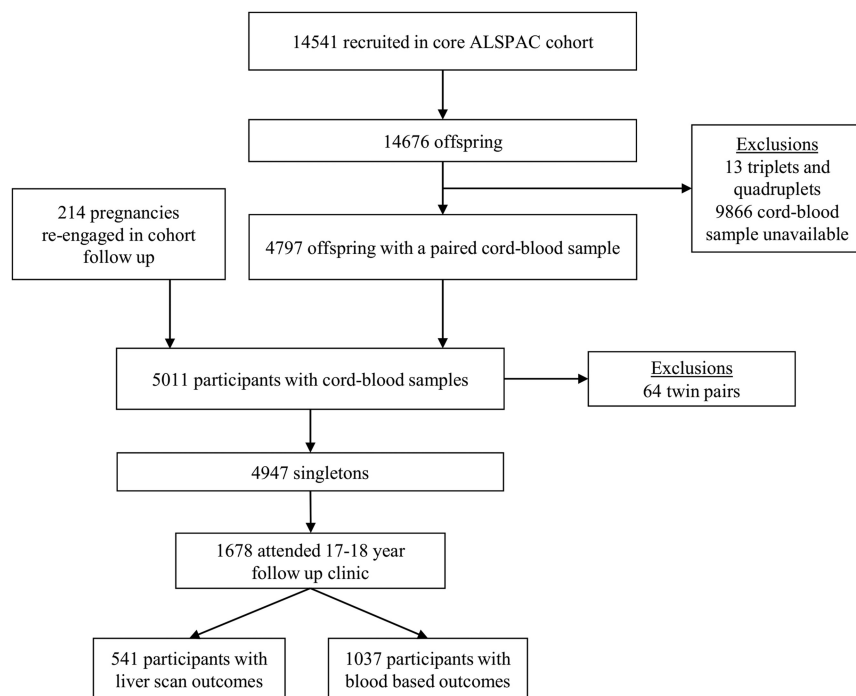 14541 recruited in core ALSPAC cohort
14676 offspring
Exclusions
13 triplets and
quadruplets
9866 cord-blood
sample unavailable
214 pregnancies
re-engaged in cohort
follow up
4797 offspring with a paired cord-blood sample
5011 participants with cord-blood samples
Exclusions
64 twin pairs
4947 singletons
1678 attended 17-18 year
follow up clinic
541 participants with
liver scan outcomes
1037 participants with
blood based outcomes